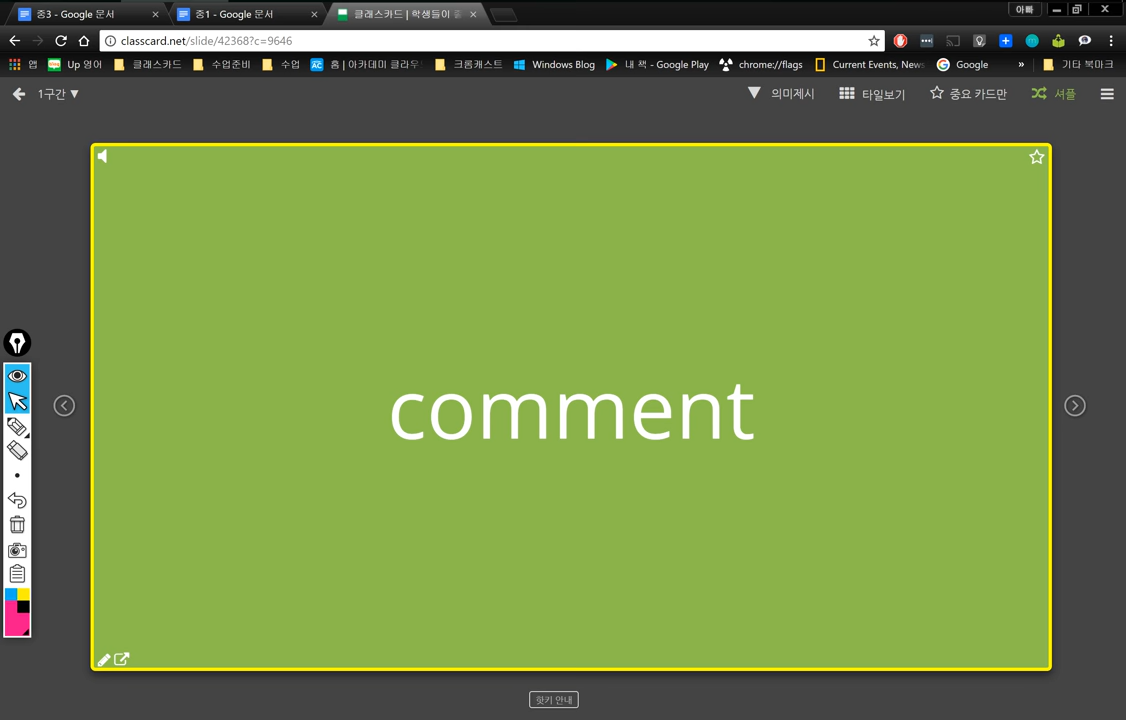 중3 - Google 문서
중1 - Google 문서
클래스카드 | 학생들이
아빠
classcard.net/slide/42368?c=9646
앱 Up 영어 클래스카드 수업준비 수업 홈 | 아카데미 클라우 크롬캐스트 Windows Blog 내 책 - Google Play chrome://flags Current Events, News Google » 기타 북마크
1구간 ▼ 의미제시 타일보기 중요 카드만 셔플
comment
핫키 안내